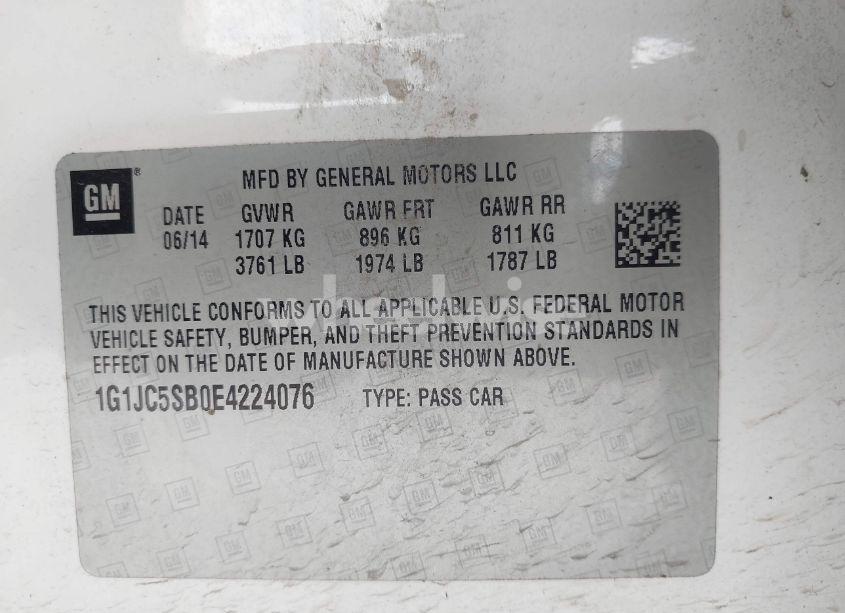 GM
MFD BY GENERAL MOTORS LLC
DATE GVWR GAWR FRT GAWR RR
06/14 1707 KG 896 KG 811 KG
3761 LB 1974 LB 1787 LB
THIS VEHICLE CONFORMS TO ALL APPLICABLE U.S. FEDERAL MOTOR
VEHICLE SAFETY, BUMPER, AND THEFT PREVENTION STANDARDS IN
EFFECT ON THE DATE OF MANUFACTURE SHOWN ABOVE.
1G1JC5SB0E4224076 TYPE: PASS CAR